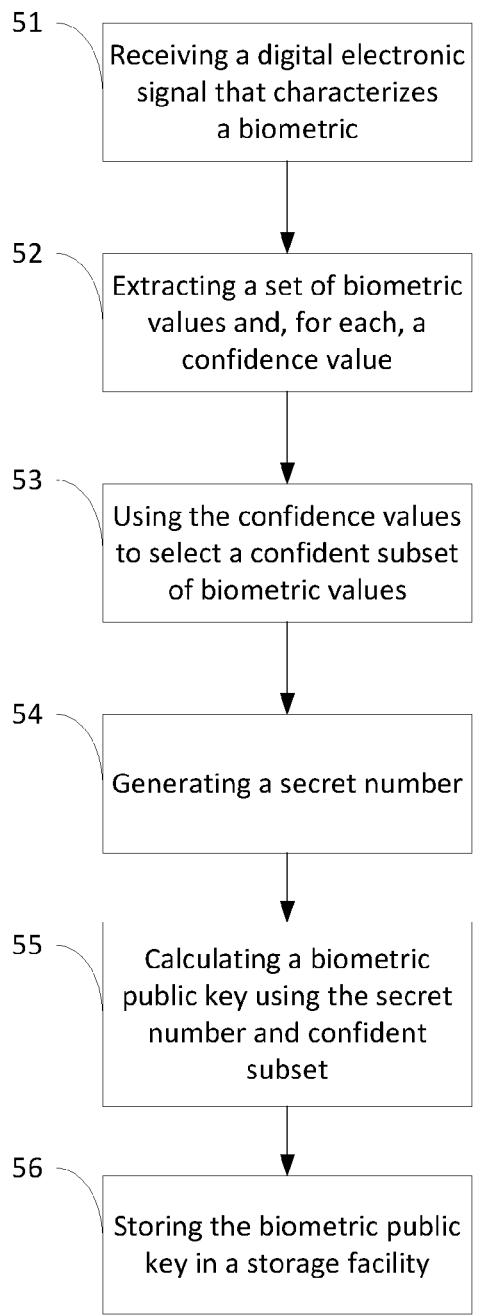 51
Receiving a digital electronic
signal that characterizes
a biometric
52
Extracting a set of biometric
values and, for each, a
confidence value
53
Using the confidence values
to select a confident subset
of biometric values
54
Generating a secret number
55
Calculating a biometric
public key using the secret
number and confident
subset
56
Storing the biometric public
key in a storage facility